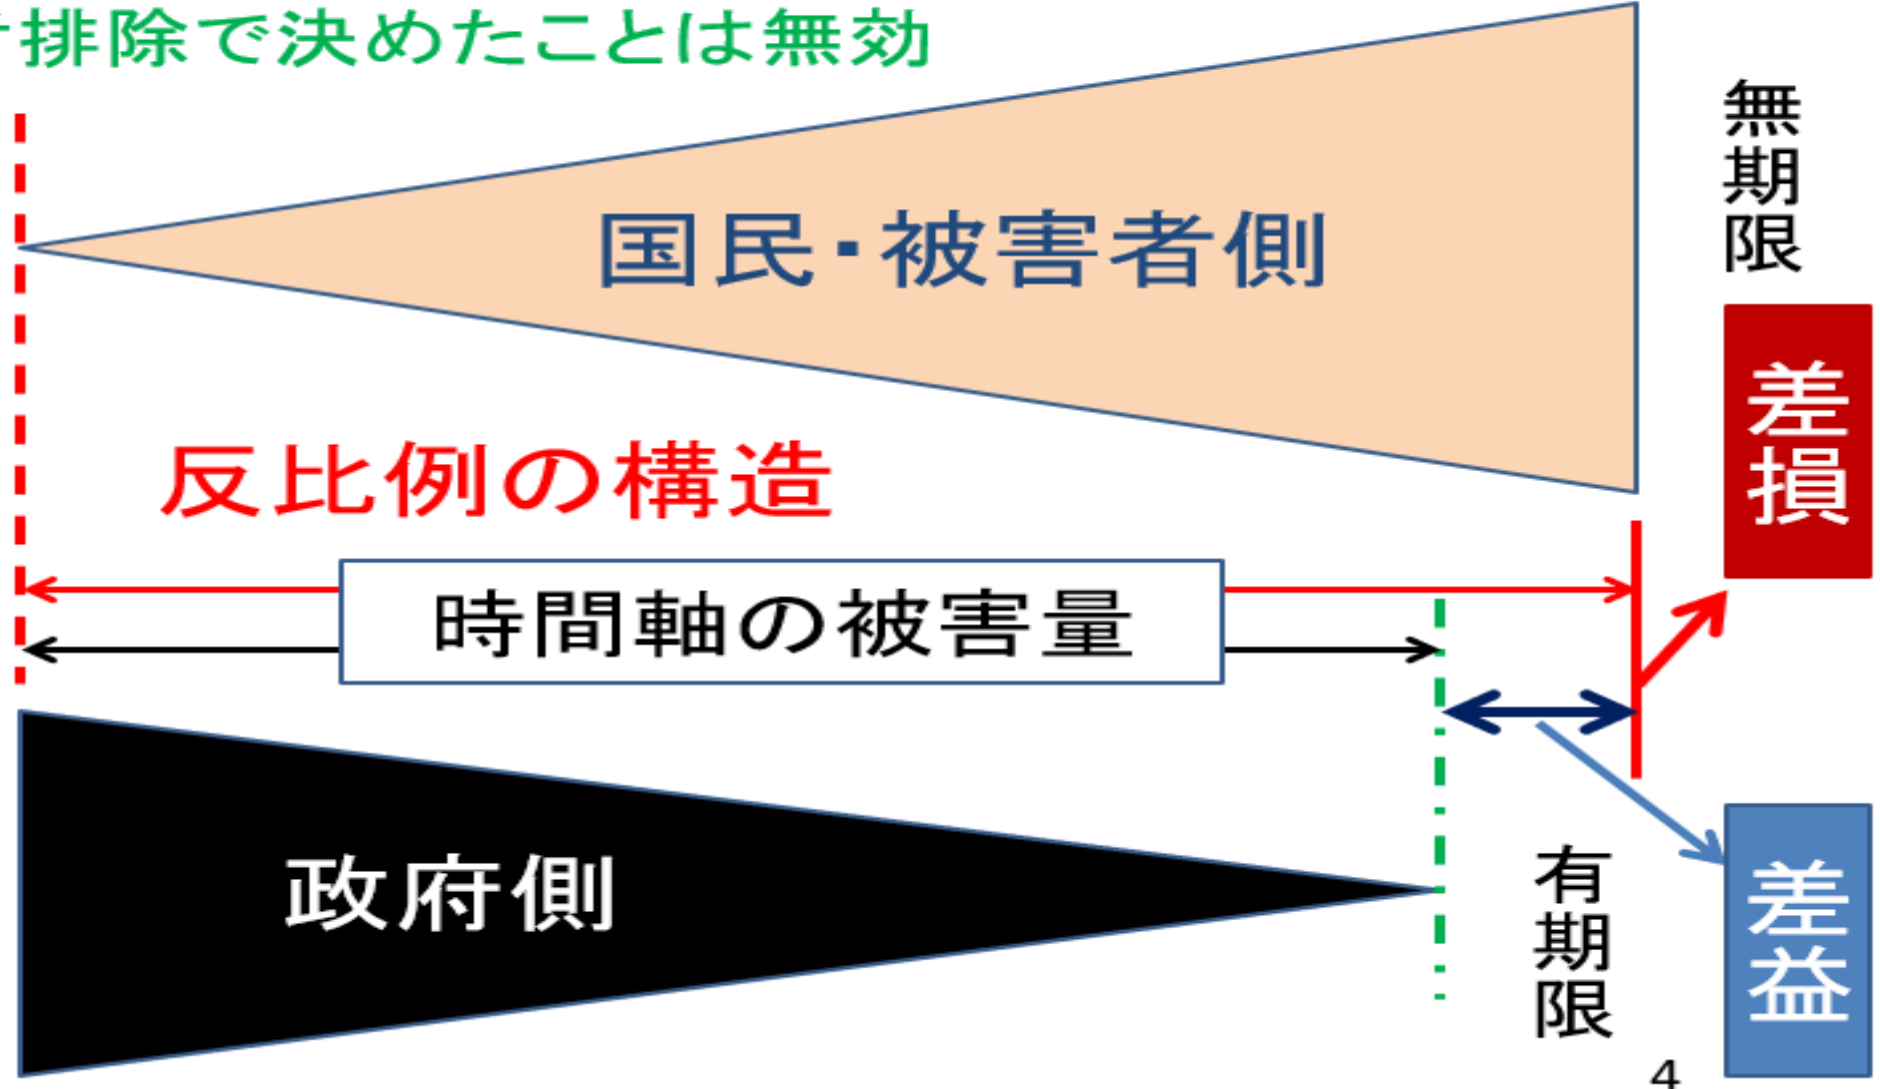 排除で決めたことは無効
無期限
国民・被害者側
差損
反比例の構造
時間軸の被害量
政府側
有期限
差益
4